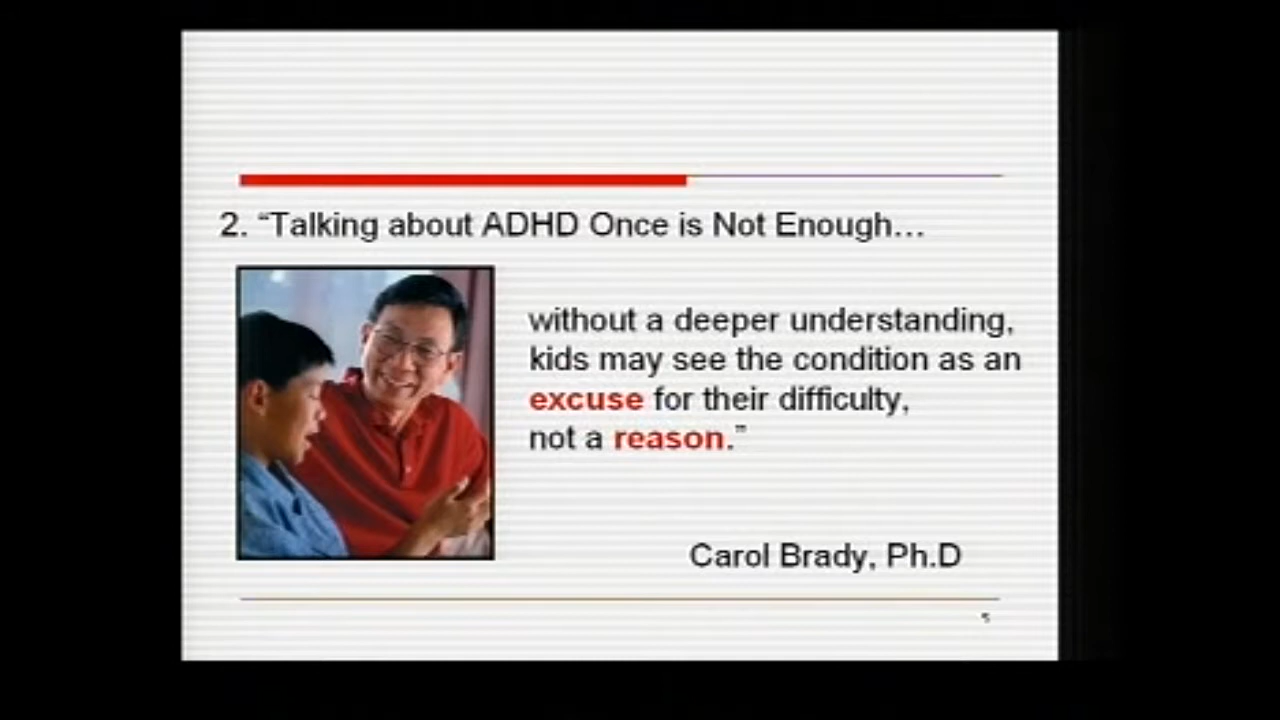 2. “Talking about ADHD Once is Not Enough…
without a deeper understanding,
kids may see the condition as an
excuse for their difficulty,
not a reason.”
Carol Brady, Ph.D
5